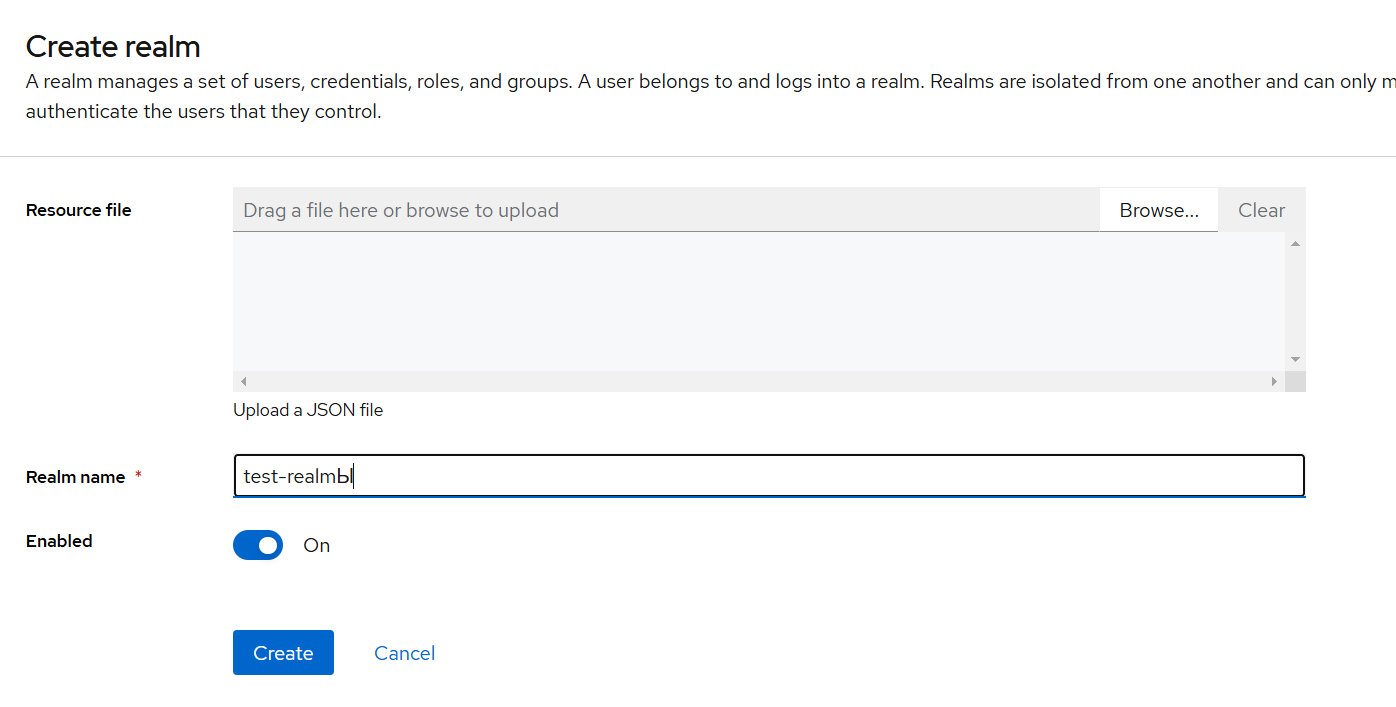 Create realm
A realm manages a set of users, credentials, roles, and groups. A user belongs to and logs into a realm. Realms are isolated from one another and can only m
authenticate the users that they control.
Resource file
Drag a file here or browse to upload
Browse...
Clear
Upload a JSON file
Realm name *
test-realmЫ
Enabled
On
Create
Cancel